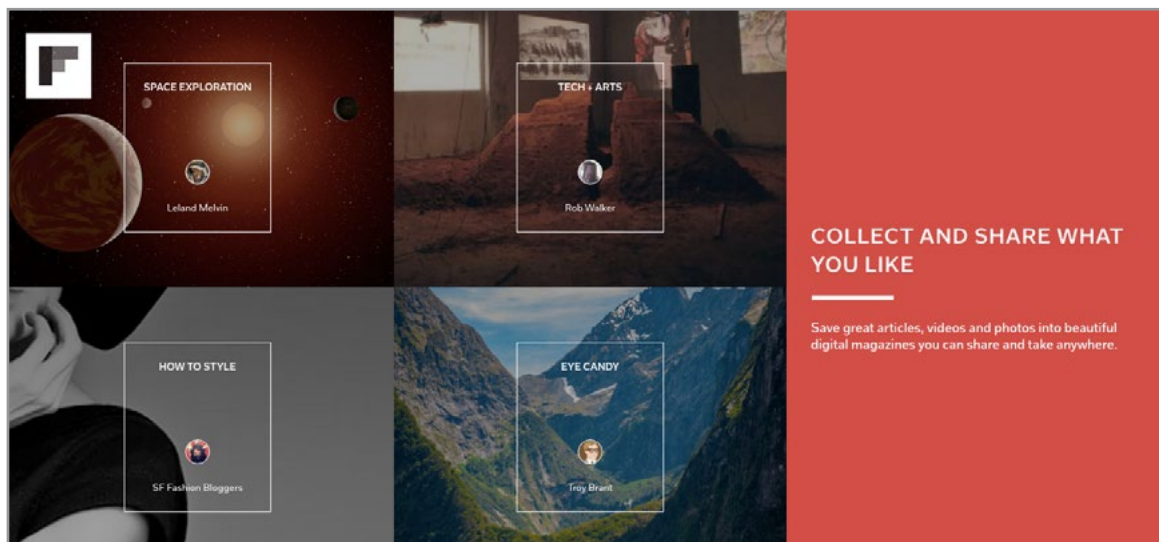 SPACE EXPLORATION
Leland Melvin
TECH + ARTS
Rob Walker
HOW TO STYLE
SF Fashion Bloggers
EYE CANDY
Troy Brant
COLLECT AND SHARE WHAT
YOU LIKE
Save great articles, videos and photos into beautiful
digital magazines you can share and take anywhere.